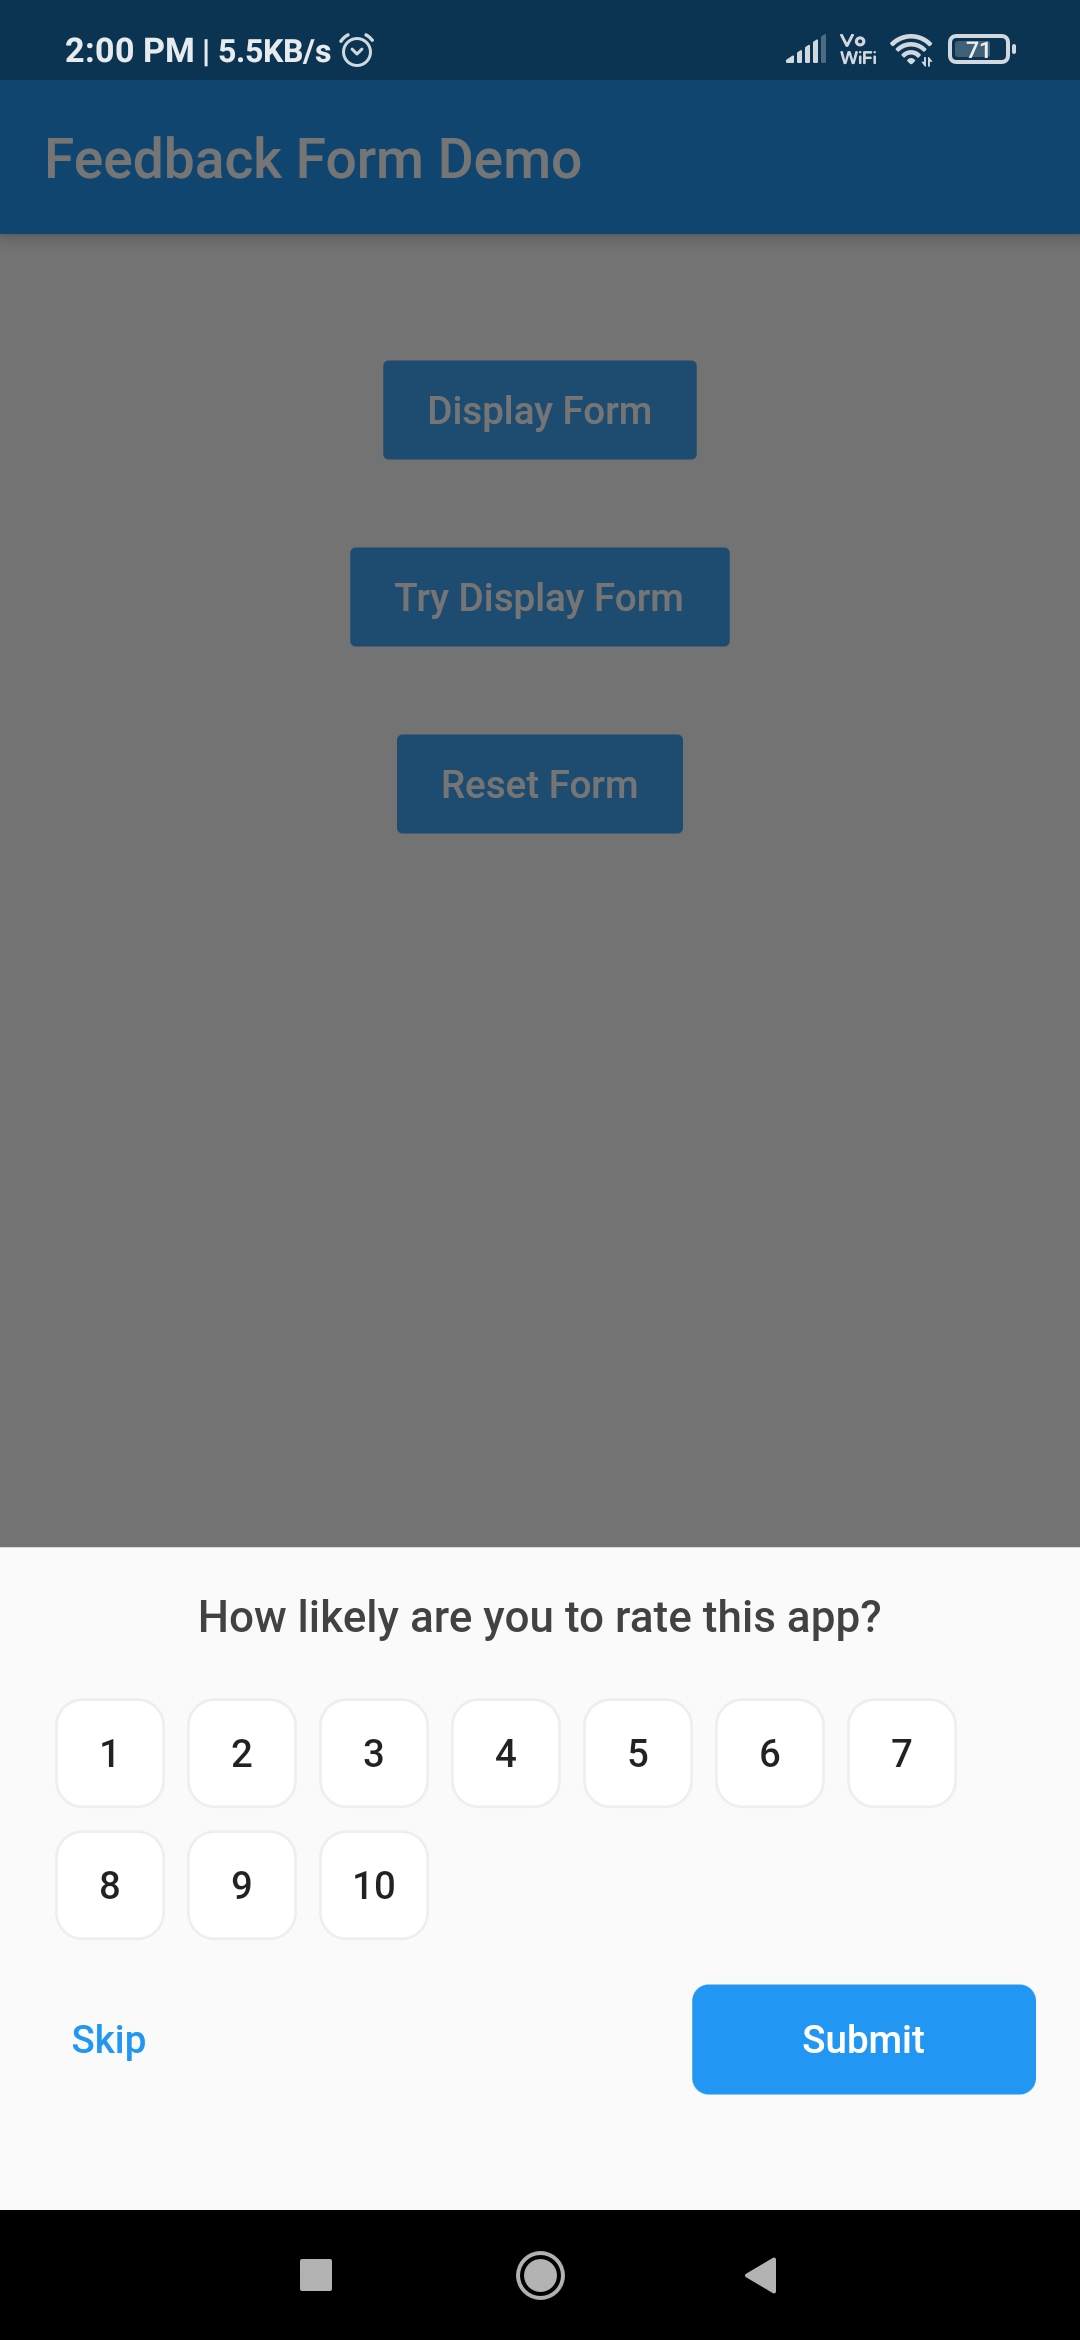 2:00 PM | 5.5KB/s Vo WiFi 71
Feedback Form Demo
Display Form
Try Display Form
Reset Form
How likely are you to rate this app?
1 2 3 4 5 6 7
8 9 10
Skip Submit